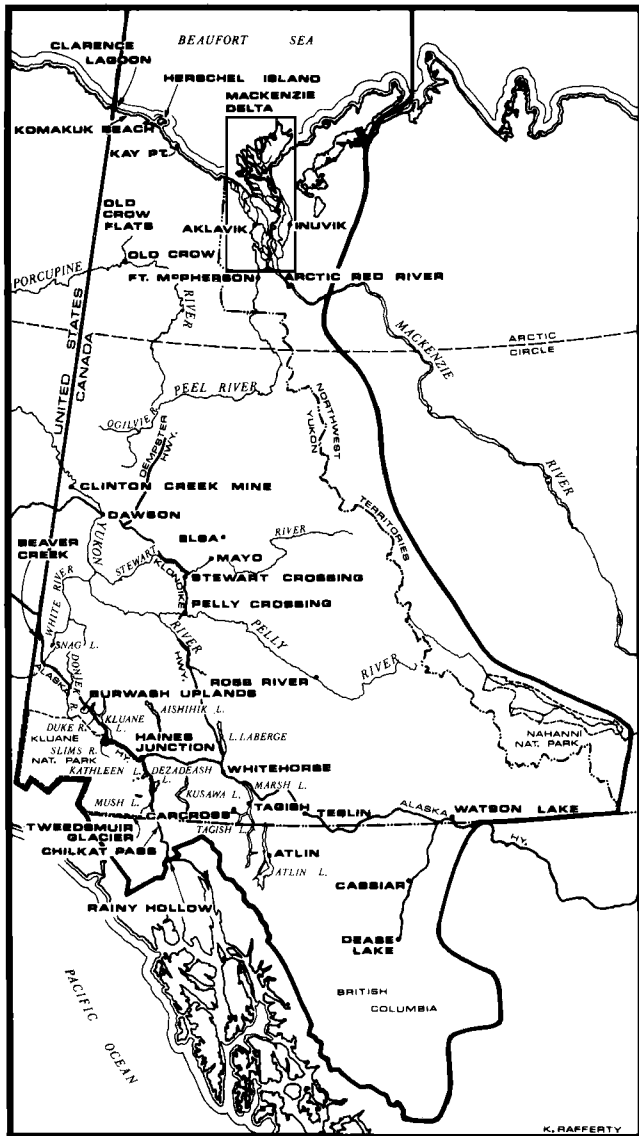 BEAUFORT SEA
CLARENCE
LAGOON
HERSCHEL ISLAND
MACKENZIE
DELTA
KOMAKUK BEACH
KAY PT.
OLD
CROW
FLATS
AKLAVIK
INUVIK
OLD CROW
PORCUPINE
RIVER
FT. McPHERSON
ARCTIC RED RIVER
UNITED STATES
CANADA
MACKENZIE
RIVER
ARCTIC
CIRCLE
PEEL RIVER
OGILVIE R.
DEMPSTER
HWY.
NORTHWEST
TERRITORIES
YUKON
CLINTON CREEK MINE
DAWSON
BEAVER
CREEK
YUKON
RIVER
ELSA
MAYO
STEWART
RIVER
KLONDIKE
HWY.
STEWART CROSSING
PELLY CROSSING
WHITE RIVER
SNAG L.
PELLY
RIVER
ALASKA
HY.
DONJEK R.
ROSS RIVER
BURWASH UPLANDS
AISHIHIK L.
KLUANE
L.
DUKE R.
KLUANE
NAT. PARK
SLIMS R.
HAINES
JUNCTION
L. LABERGE
NAHANNI
NAT. PARK
WHITEHORSE
KATHLEEN L.
DEZADEASH
L.
KUSAWA L.
MARSH L.
MUSH L.
TAGISH
TESLIN
ALASKA
HY.
WATSON LAKE
CARCROSS
TAGISH L.
TWEEDSMUIR
GLACIER
CHILKAT PASS
ATLIN
ATLIN L.
CASSIAR
RAINY HOLLOW
DEASE
LAKE
BRITISH
COLUMBIA
PACIFIC
OCEAN
K. RAFFERTY